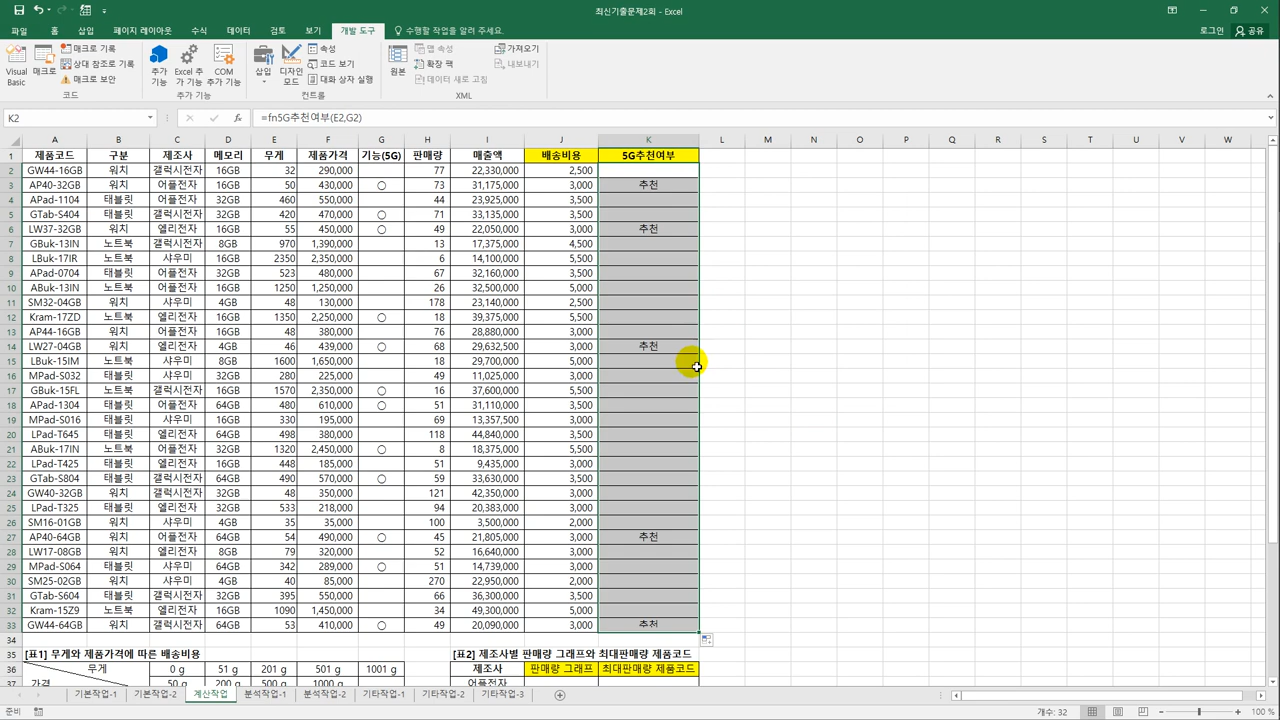 최신기출문제2회 - Excel
파일 홈 삽입 페이지 레이아웃 수식 데이터 검토 보기 개발 도구 수행할 작업을 알려 주세요. 로그인 공유
Visual Basic 매크로 매크로 기록 상대 참조로 기록 매크로 보안 추가 기능 Excel 추가 기능 COM 추가 기능 삽입 디자인 모드 속성 코드 보기 대화 상자 실행 원본 맵 속성 확장 팩 데이터 새로 고침 가져오기 내보내기
코드 추가 기능 컨트롤 XML
K2 fx =fn5G추천여부(E2,G2)
A B C D E F G H I J K L M N O P Q R S T U V W
1 제품코드 구분 제조사 메모리 무게 제품가격 기능(5G) 판매량 매출액 배송비용 5G추천여부
2 GW44-16GB 워치 갤럭시전자 16GB 32 290,000 77 22,330,000 2,500
3 AP40-32GB 워치 어플전자 16GB 50 430,000 ○ 73 31,175,000 3,000 추천
4 APad-1104 태블릿 어플전자 32GB 460 550,000 44 23,925,000 3,500
5 GTab-S404 태블릿 갤럭시전자 32GB 420 470,000 ○ 71 33,135,000 3,500
6 LW37-32GB 워치 엘리전자 16GB 55 450,000 ○ 49 22,050,000 3,000 추천
7 GBuk-13IN 노트북 갤럭시전자 8GB 970 1,390,000 13 17,375,000 4,500
8 LBuk-17IR 노트북 샤우미 16GB 2350 2,350,000 6 14,100,000 5,500
9 APad-0704 태블릿 어플전자 32GB 523 480,000 67 32,160,000 3,500
10 ABuk-13IN 노트북 어플전자 16GB 1250 1,250,000 26 32,500,000 5,000
11 SM32-04GB 워치 샤우미 4GB 48 130,000 178 23,140,000 2,500
12 Kram-17ZD 노트북 엘리전자 16GB 1350 2,250,000 ○ 18 39,375,000 5,500
13 AP44-16GB 워치 어플전자 16GB 48 380,000 76 28,880,000 3,000
14 LW27-04GB 워치 엘리전자 4GB 46 439,000 ○ 68 29,632,500 3,000 추천
15 LBuk-15IM 노트북 샤우미 8GB 1600 1,650,000 18 29,700,000 5,000
16 MPad-S032 태블릿 샤우미 32GB 280 225,000 49 11,025,000 3,000
17 GBuk-15FL 노트북 갤럭시전자 16GB 1570 2,350,000 ○ 16 37,600,000 5,500
18 APad-1304 태블릿 어플전자 64GB 480 610,000 ○ 51 31,110,000 3,500
19 MPad-S016 태블릿 샤우미 16GB 330 195,000 69 13,357,500 3,000
20 LPad-T645 태블릿 엘리전자 64GB 498 380,000 118 44,840,000 3,500
21 ABuk-17IN 노트북 어플전자 32GB 1320 2,450,000 ○ 8 18,375,000 5,500
22 LPad-T425 태블릿 엘리전자 16GB 448 185,000 51 9,435,000 3,000
23 GTab-S804 태블릿 갤럭시전자 64GB 490 570,000 ○ 59 33,630,000 3,500
24 GW40-32GB 워치 갤럭시전자 32GB 48 350,000 121 42,350,000 3,000
25 LPad-T325 태블릿 엘리전자 32GB 533 218,000 94 20,383,000 3,000
26 SM16-01GB 워치 샤우미 4GB 35 35,000 100 3,500,000 2,000
27 AP40-64GB 워치 어플전자 64GB 54 490,000 ○ 45 21,805,000 3,000 추천
28 LW17-08GB 워치 엘리전자 8GB 79 320,000 52 16,640,000 3,000
29 MPad-S064 태블릿 샤우미 64GB 342 289,000 ○ 51 14,739,000 3,000
30 SM25-02GB 워치 샤우미 4GB 40 85,000 270 22,950,000 2,000
31 GTab-S604 태블릿 갤럭시전자 32GB 395 550,000 66 36,300,000 3,500
32 Kram-15Z9 노트북 엘리전자 16GB 1090 1,450,000 34 49,300,000 5,000
33 GW44-64GB 워치 갤럭시전자 64GB 53 410,000 ○ 49 20,090,000 3,000 추천
34
35 [표1] 무게와 제품가격에 따른 배송비용 [표2] 제조사별 판매량 그래프와 최대판매량 제품코드
36 무게 0 g 51 g 201 g 501 g 1001 g 제조사 판매량 그래프 최대판매량 제품코드
37 가격 50 g 200 g 500 g 1000 g 어플전자
기본작업-1 기본작업-2 계산작업 분석작업-1 분석작업-2 기타작업-1 기타작업-2 기타작업-3
준비 개수: 32 100 %